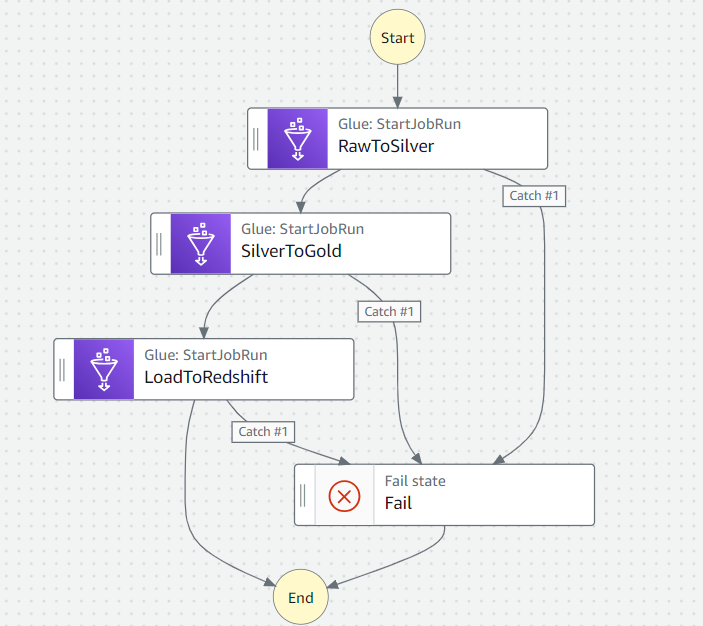 Start
Glue: StartJobRun
RawToSilver
Catch #1
Glue: StartJobRun
SilverToGold
Catch #1
Glue: StartJobRun
LoadToRedshift
Catch #1
Fail state
Fail
End